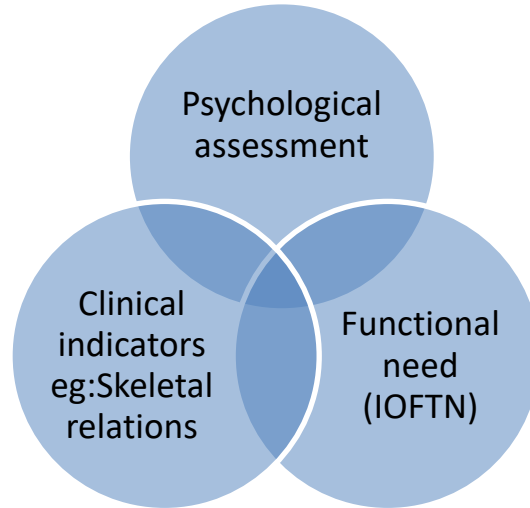 Psychological
assessment
Clinical
indicators
eg:Skeletal
relations
Functional
need
(IOFTN)